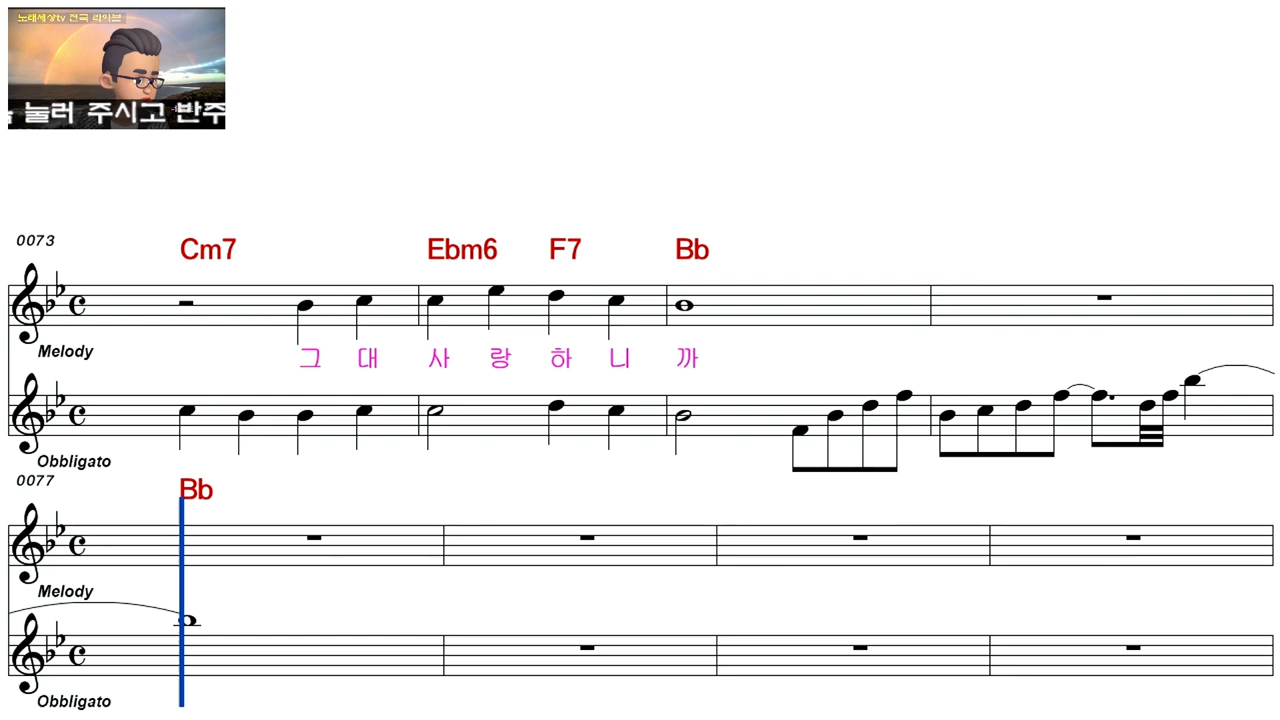 노래세상tv 전국 라이브
눌러 주시고 반주
0073
Cm7 Ebm6 F7 Bb
Melody
그 대 사 랑 하 니 까
Obbligato
0077
Bb
Melody
Obbligato